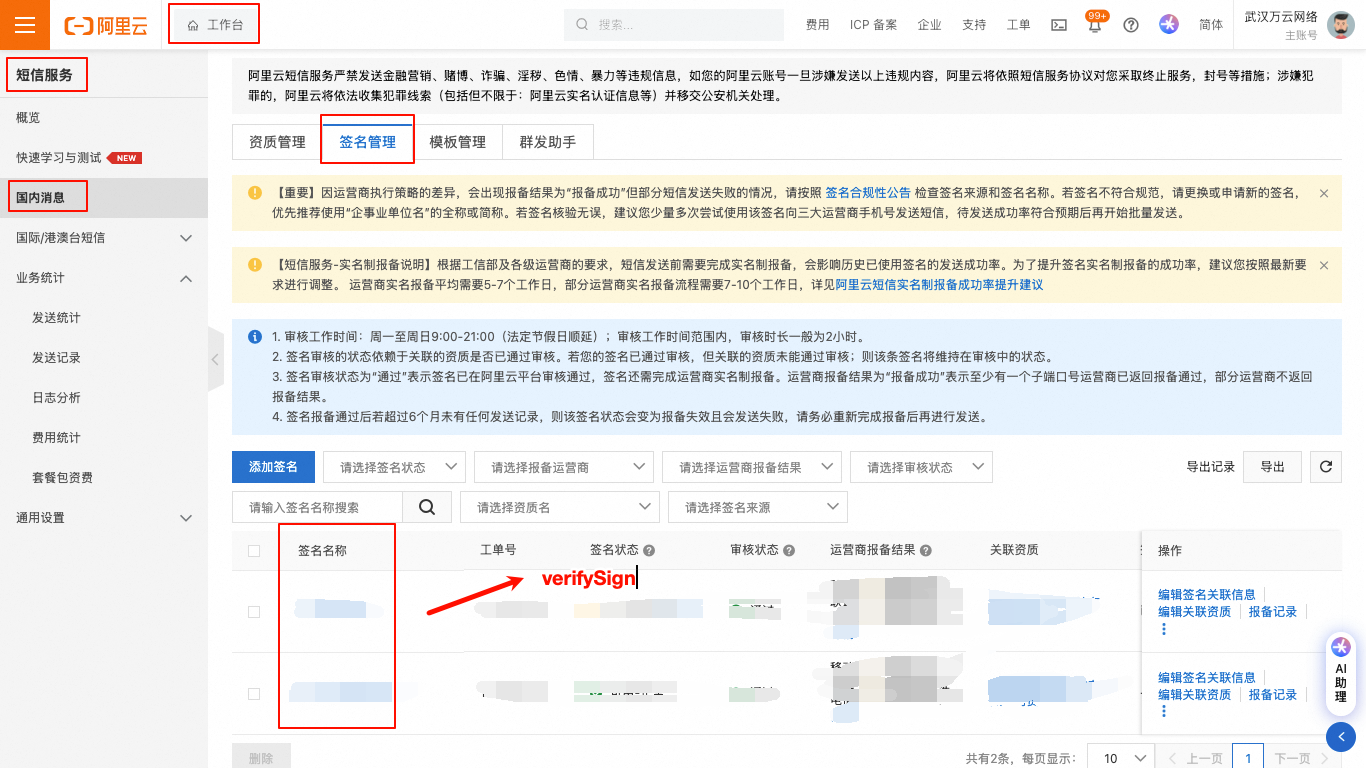 阿里云
工作台
搜索...
费用
ICP 备案
企业
支持
工单
99+
简体
武汉万云网络
主账号
短信服务
概览
快速学习与测试 NEW
国内消息
国际/港澳台短信
业务统计
发送统计
发送记录
日志分析
费用统计
套餐包资费
通用设置
阿里云短信服务严禁发送金融营销、赌博、诈骗、淫移、色情、暴力等违规信息,如您的阿里云账号一旦涉嫌发送以上违规内容,阿里云将依照短信服务协议对您采取终止服务,封号等措施;涉嫌犯
罪的,阿里云将依法收集犯罪线索(包括但不限于:阿里云实名认证信息等)并移交公安机关处理。
资质管理
签名管理
模板管理
群发助手
【重要】因运营商执行策略的差异,会出现报备结果为“报备成功”但部分短信发送失败的情况,请按照 签名合规性公告 检查签名来源和签名名称。若签名不符合规范,请更换或申请新的签名,
优先推荐使用“企事业单位名”的全称或简称。若签名核验无误,建议您少量多次尝试使用该签名向三大运营商手机号发送短信,待发送成功率符合预期后再开始批量发送。
【短信服务-实名制报备说明】根据工信部及各级运营商的要求,短信发送前需要完成实名制报备,会影响历史已使用签名的发送成功率。为了提升签名实名制报备的成功率,建议您按照最新要
求进行调整。 运营商实名报备平均需要5-7个工作日,部分运营商实名报备流程需要7-10个工作日,详见阿里云短信实名制报备成功率提升建议
1. 审核工作时间:周一至周日9:00-21:00(法定节假日顺延);审核工作时间范围内,审核时长一般为2小时。
2. 签名审核的状态依赖于关联的资质是否已通过审核。若您的签名已通过审核,但关联的资质未能通过审核;则该条签名将维持在审核中的状态。
3. 签名审核状态为“通过”表示签名已在阿里云平台审核通过,签名还需完成运营商实名制报备。运营商报备结果为“报备成功”表示至少有一个子端口号运营商已返回报备通过,部分运营商不返回
报备结果。
4. 签名报备通过后若超过6个月未有任何发送记录,则该签名状态会变为报备失效且会发送失败,请务必重新完成报备后再进行发送。
添加签名
请选择签名状态
请选择报备运营商
请选择运营商报备结果
请选择审核状态
导出记录
导出
请输入签名名称搜索
请选择资质名
请选择签名来源
签名名称
工单号
签名状态
审核状态
运营商报备结果
关联资质
操作
verifySign
编辑签名关联信息
编辑关联资质
报备记录
编辑签名关联信息
编辑关联资质
报备记录
AI
助
理
删除
共有2条,每页显示:
10
上一页
1
下一页